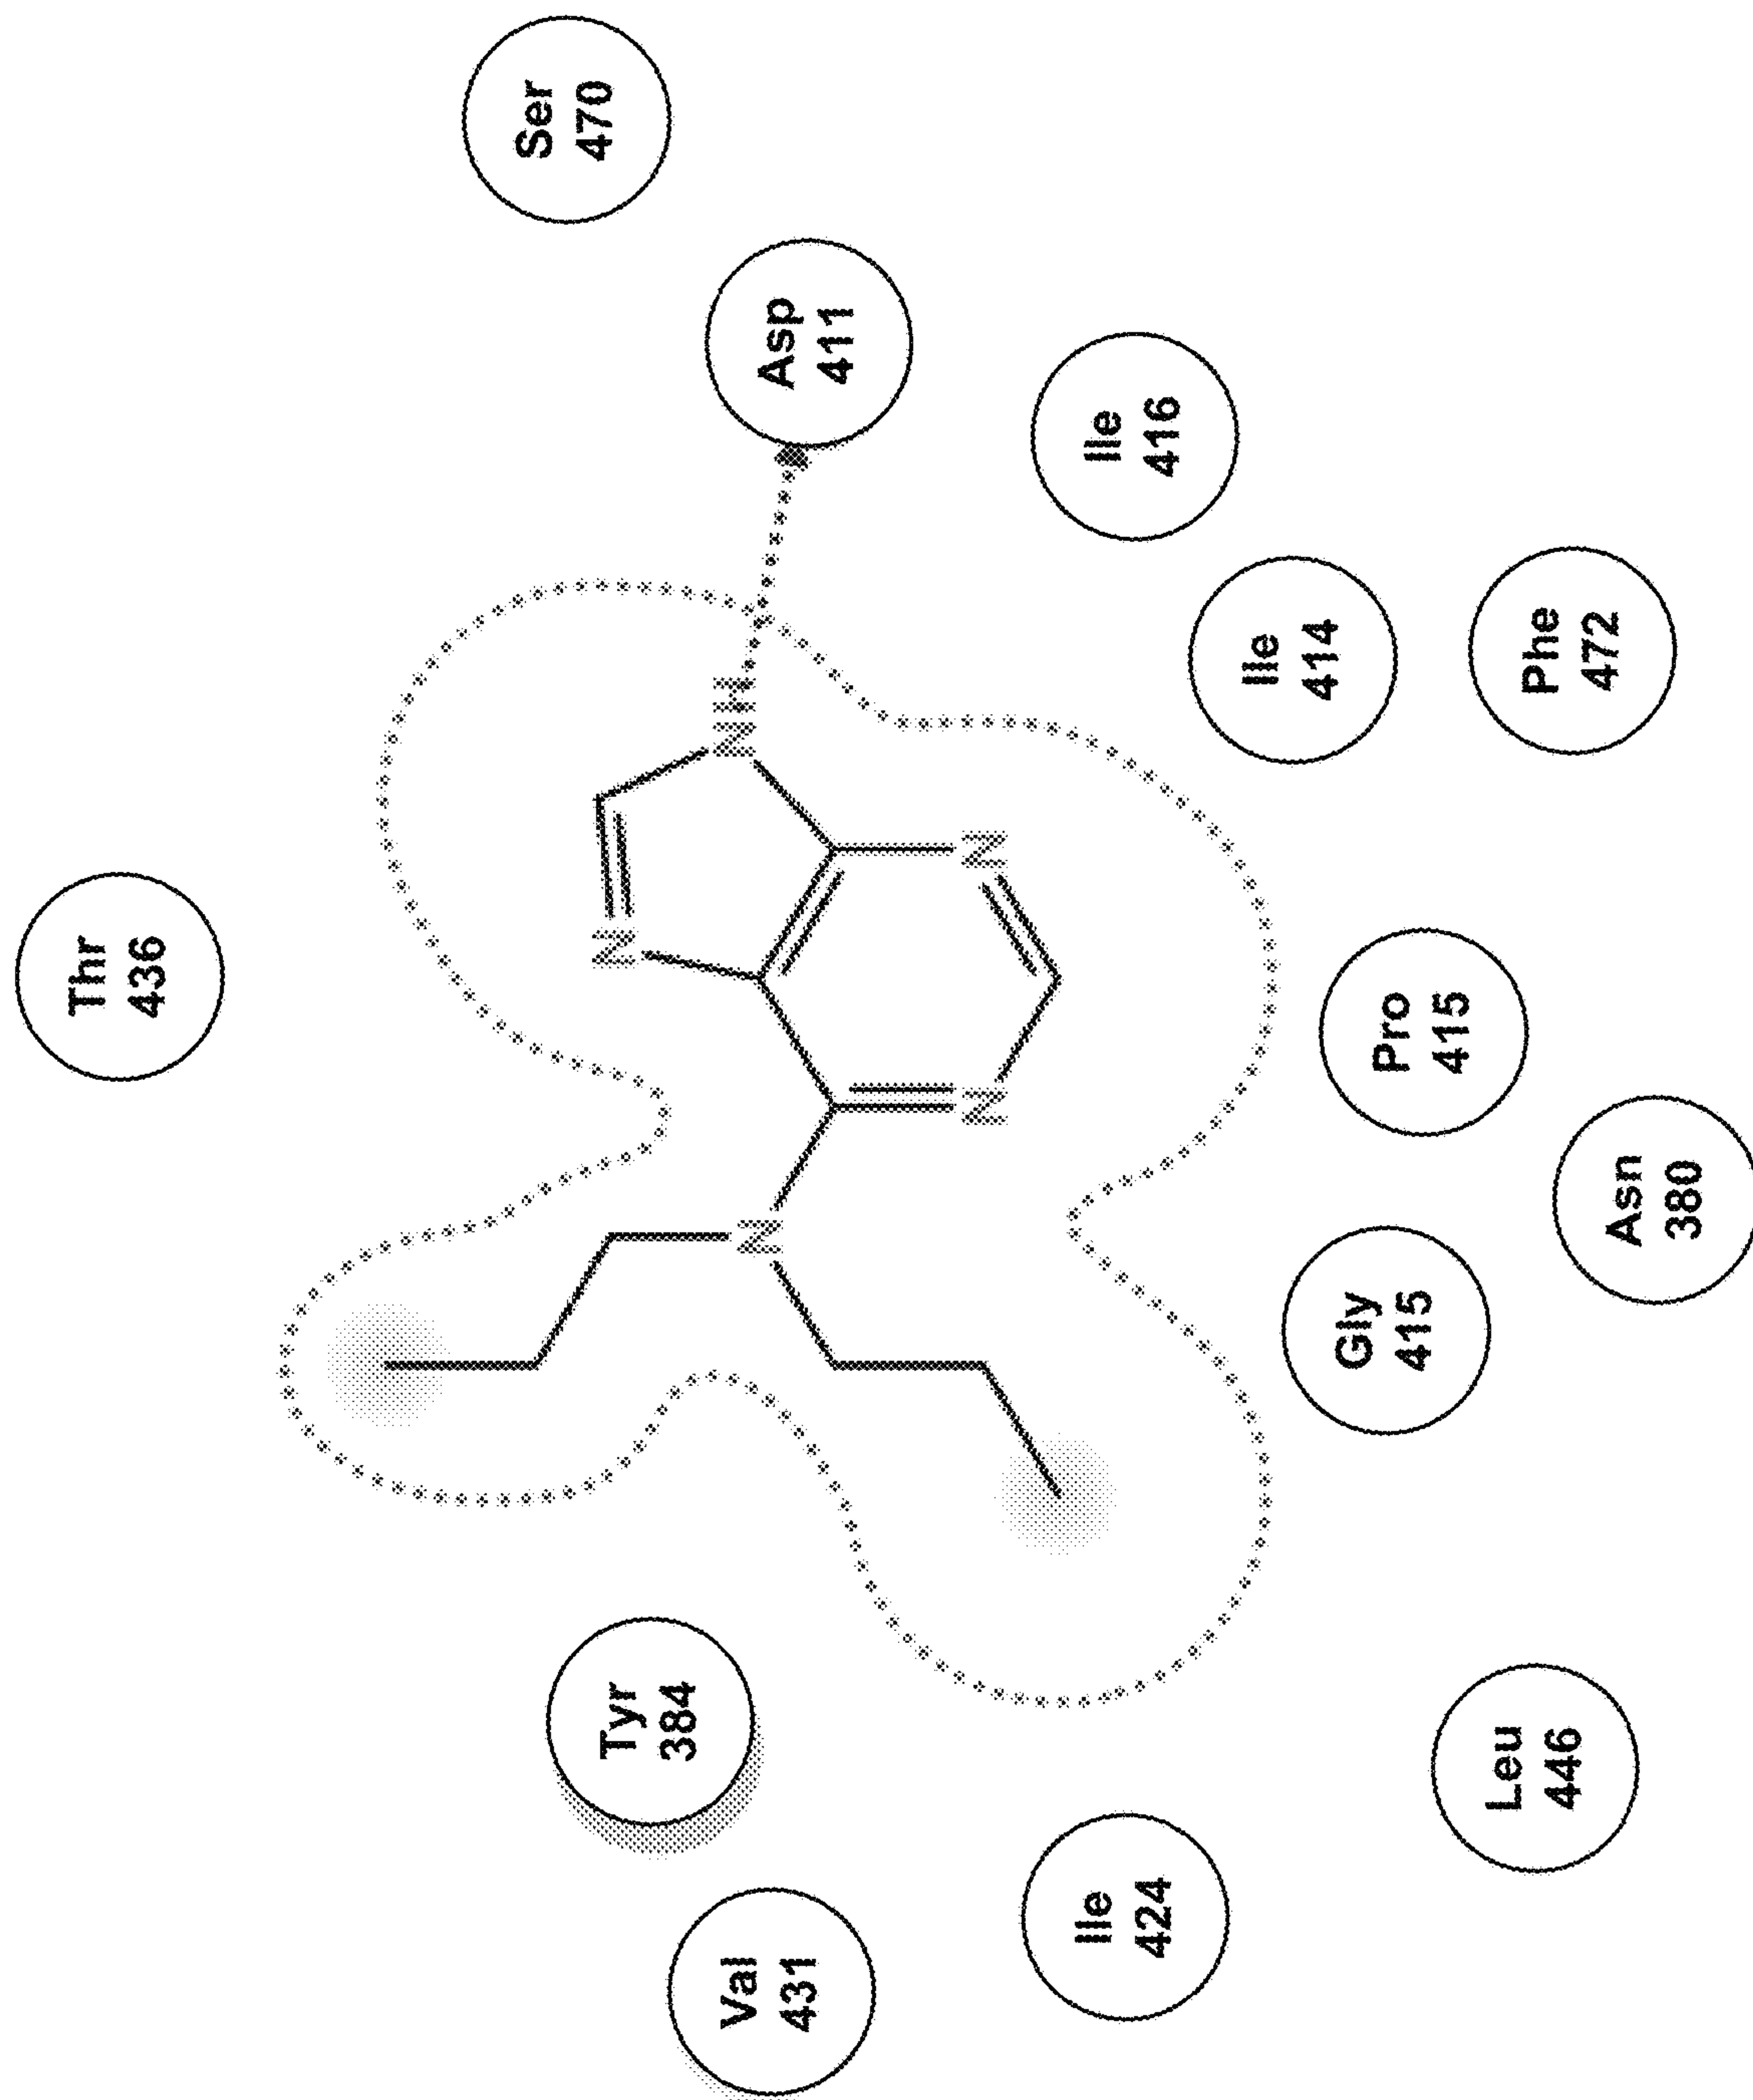 Thr
436
Ser
470
N
Tyr
384
NH
N
Val
431
Asp
411
N
N
Ile
424
Ile
416
Ile
414
Gly
415
Pro
415
Leu
446
Phe
472
Asn
380